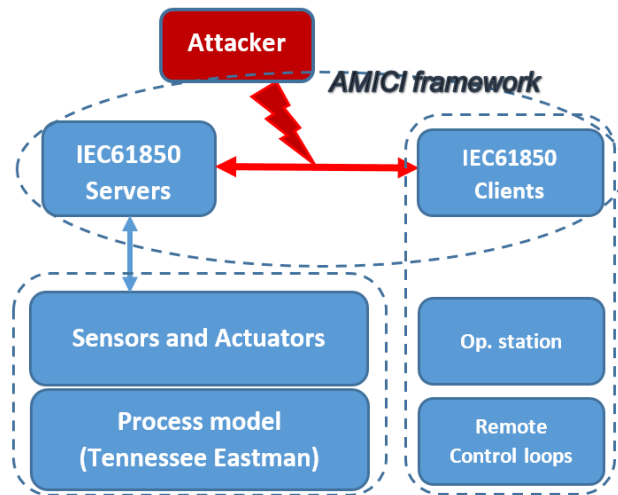 Attacker
AMICI framework
IEC61850
Servers
IEC61850
Clients
Sensors and Actuators
Op. station
Process model
(Tennessee Eastman)
Remote
Control loops